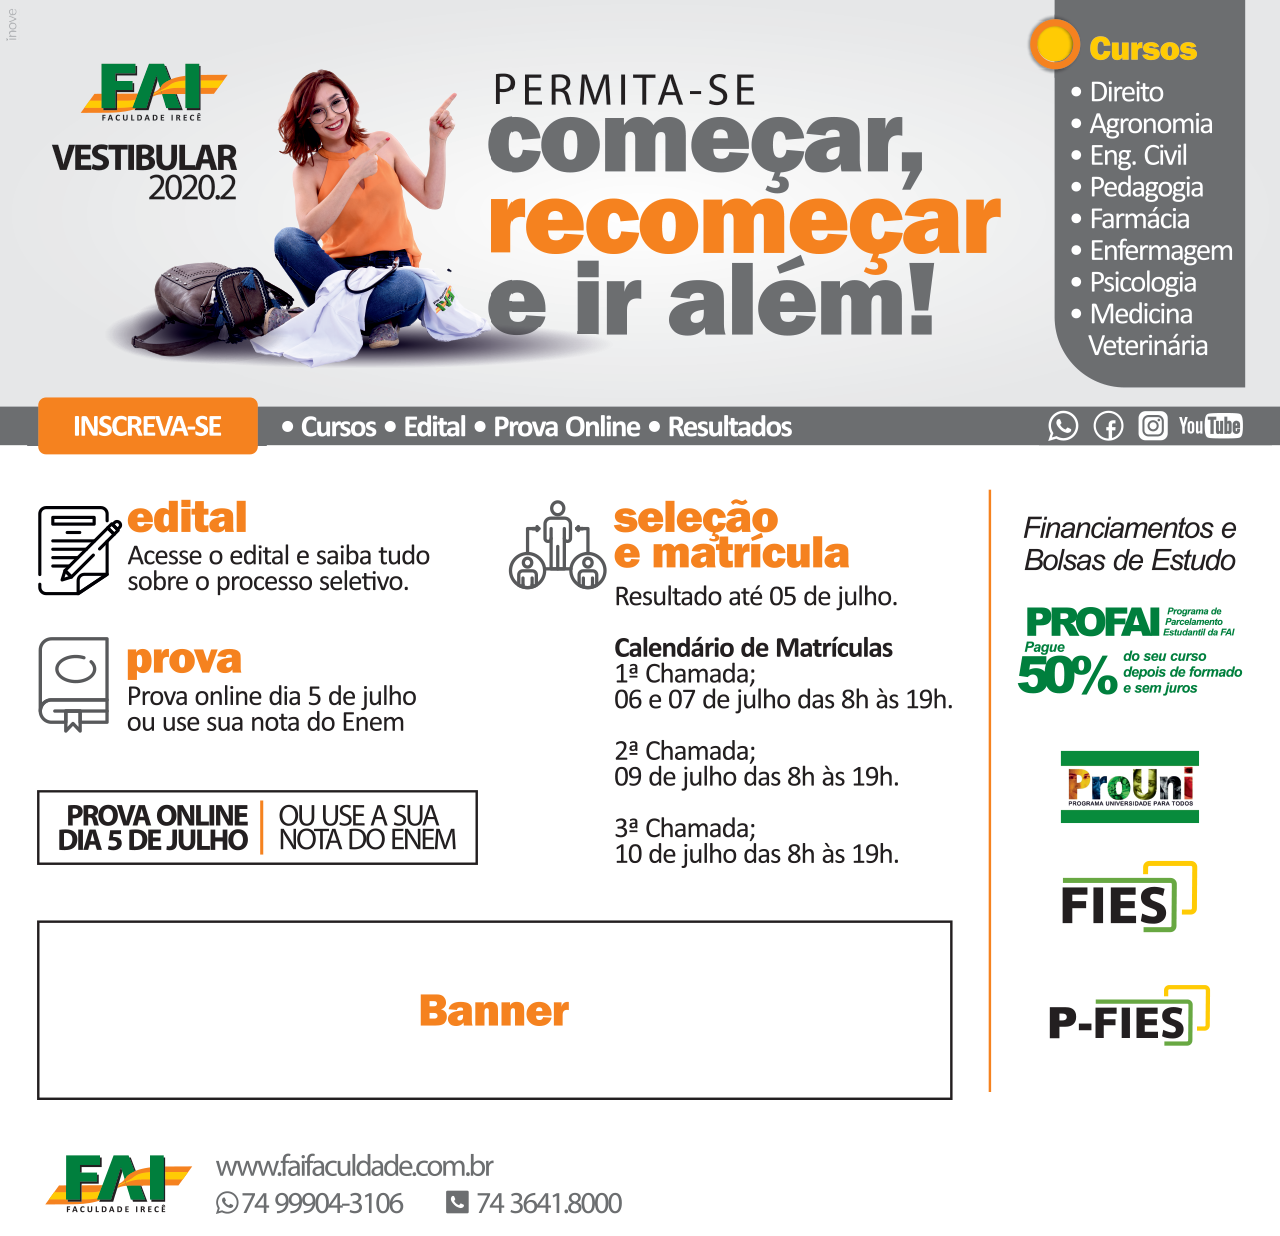 inove
FAI
FACULDADE IRECÊ
VESTIBULAR
2020.2
PERMITA-SE
começar,
recomeçar
e ir além!
FAI
Cursos
• Direito
• Agronomia
• Eng. Civil
• Pedagogia
• Farmácia
• Enfermagem
• Psicologia
• Medicina
Veterinária
INSCREVA-SE
• Cursos • Edital • Prova Online • Resultados
You Tube
edital
Acesse o edital e saiba tudo
sobre o processo seletivo.
prova
Prova online dia 5 de julho
ou use sua nota do Enem
PROVA ONLINE
DIA 5 DE JULHO
OU USE A SUA
NOTA DO ENEM
seleção
e matrícula
Resultado até 05 de julho.
Calendário de Matrículas
1ª Chamada;
06 e 07 de julho das 8h às 19h.
2ª Chamada;
09 de julho das 8h às 19h.
3ª Chamada;
10 de julho das 8h às 19h.
Financiamentos e
Bolsas de Estudo
PROFAI
Programa de
Parcelamento
Estudantil da FAI
Pague
50%
do seu curso
depois de formado
e sem juros
ProUni
PROGRAMA UNIVERSIDADE PARA TODOS
FIES
P-FIES
Banner
FAI
FACULDADE IRECÊ
www.faifaculdade.com.br
74 99904-3106
74 3641.8000